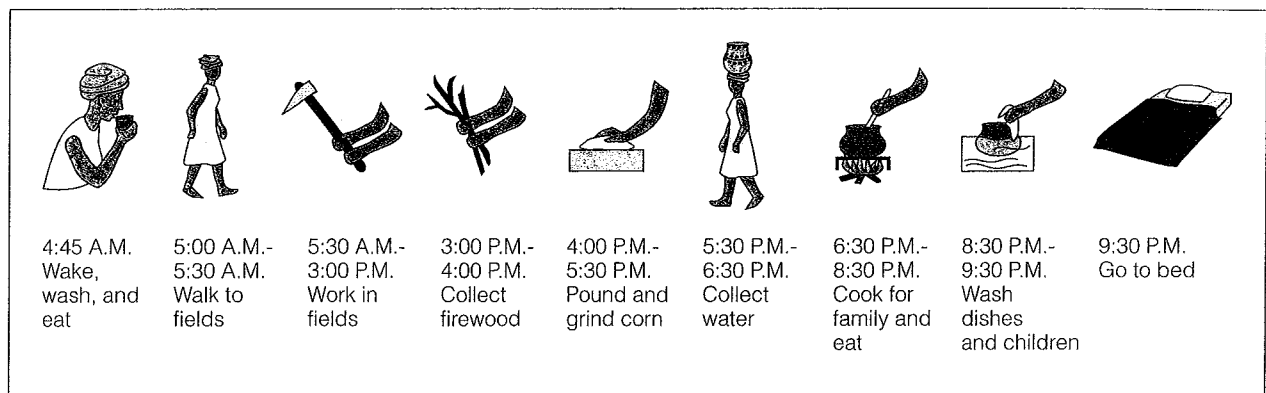 4:45 A.M.
Wake,
wash, and
eat
5:00 A.M.-
5:30 A.M.
Walk to
fields
5:30 A.M.-
3:00 P.M.
Work in
fields
3:00 P.M.-
4:00 P.M.
Collect
firewood
4:00 P.M.-
5:30 P.M.
Pound and
grind corn
5:30 P.M.-
6:30 P.M.
Collect
water
6:30 P.M.-
8:30 P.M.
Cook for
family and
eat
8:30 P.M.-
9:30 P.M.
Wash
dishes
and children
9:30 P.M.
Go to bed